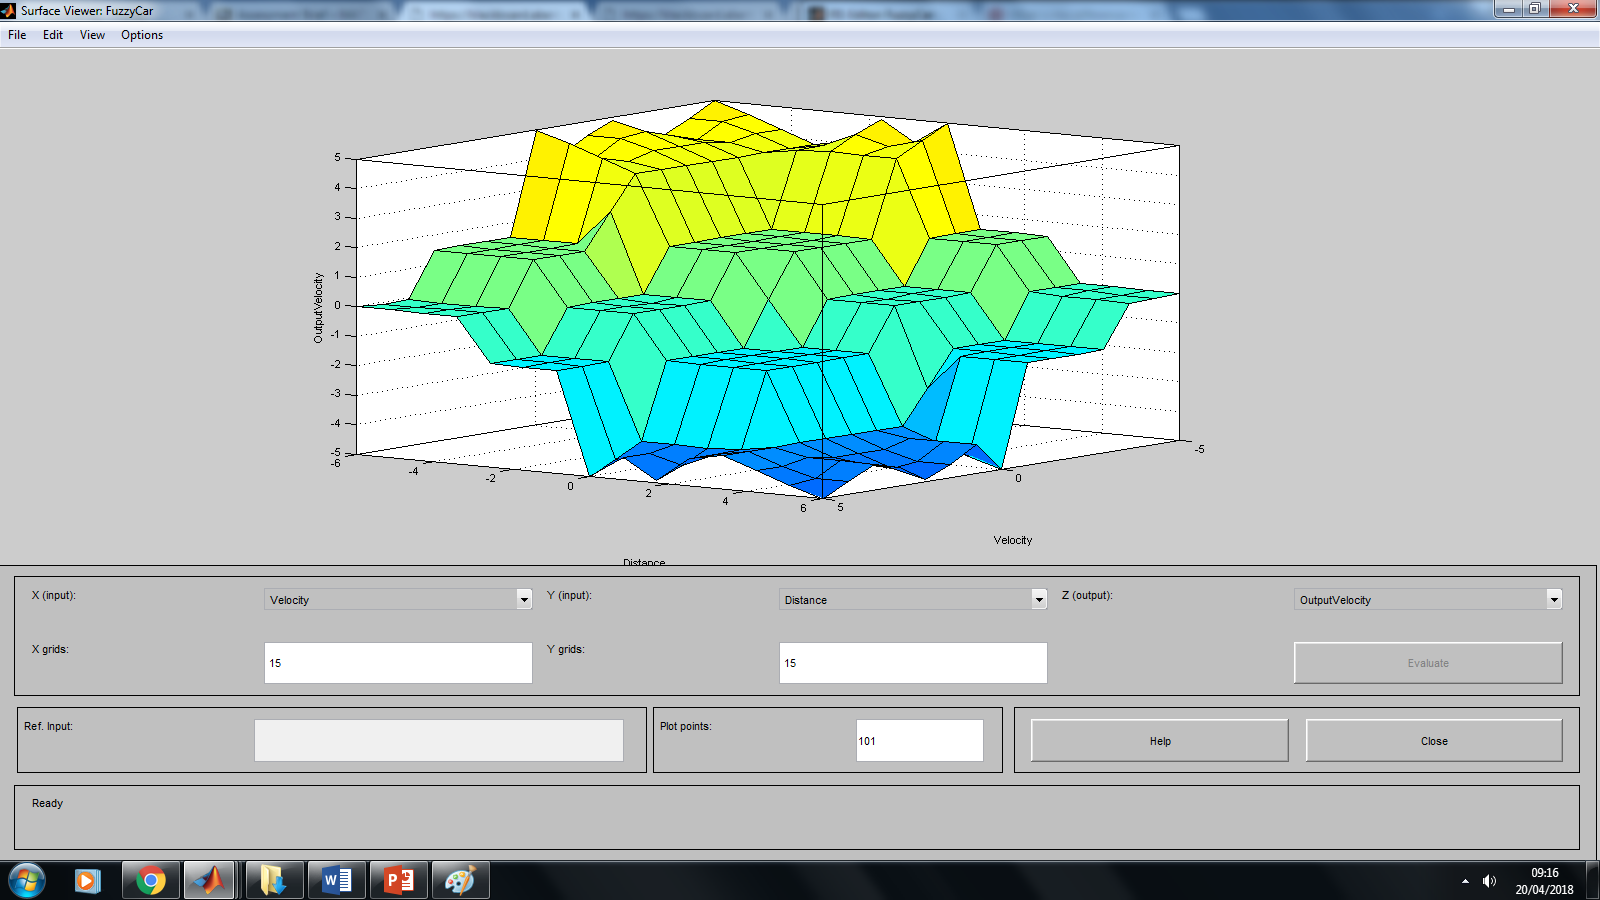 Surface Viewer: FuzzyCar
File Edit View Options
5
4
3
2
1
0
-1
-2
-3
-4
-5
OutputVelocity
-6
-4
-2
0
2
4
6
Distance
5
0
-5
Velocity
X (input): Velocity Y (input): Distance Z (output): OutputVelocity
X grids: 15 Y grids: 15 Evaluate
Ref. Input: Plot points: 101 Help Close
Ready
09:16
20/04/2018